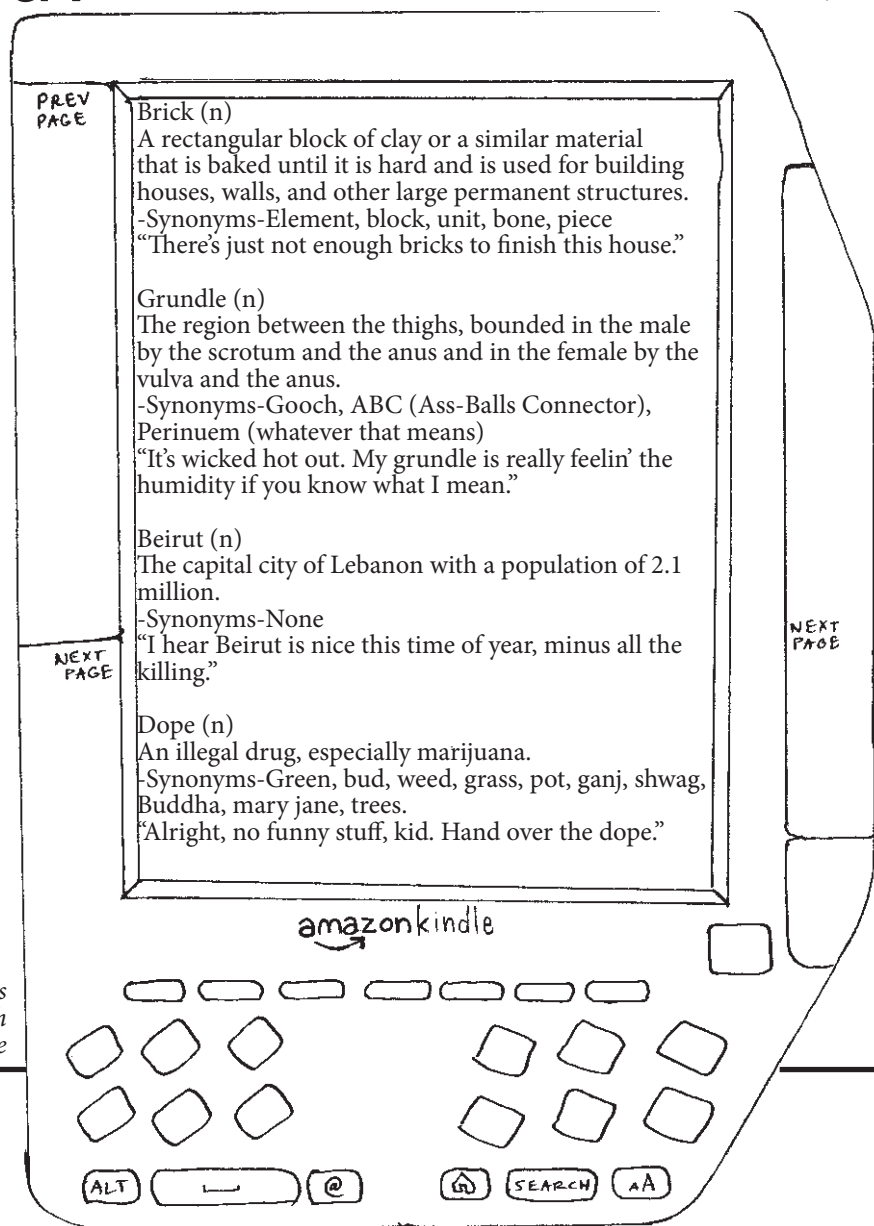 PREV
PAGE
Brick (n)
A rectangular block of clay or a similar material
that is baked until it is hard and is used for building
houses, walls, and other large permanent structures.
-Synonyms-Element, block, unit, bone, piece
“There’s just not enough bricks to finish this house.”
Grundle (n)
The region between the thighs, bounded in the male
by the scrotum and the anus and in the female by the
vulva and the anus.
-Synonyms-Gooch, ABC (Ass-Balls Connector),
Perinuem (whatever that means)
“It’s wicked hot out. My grundle is really feelin’ the
humidity if you know what I mean.”
Beirut (n)
The capital city of Lebanon with a population of 2.1
million.
-Synonyms-None
“I hear Beirut is nice this time of year, minus all the
killing.”
Dope (n)
An illegal drug, especially marijuana.
-Synonyms-Green, bud, weed, grass, pot, ganj, shwag,
Buddha, mary jane, trees.
“Alright, no funny stuff, kid. Hand over the dope.”
NEXT
PAGE
NEXT
PAGE
amazonkindle
ALT
@
SEARCH
AA